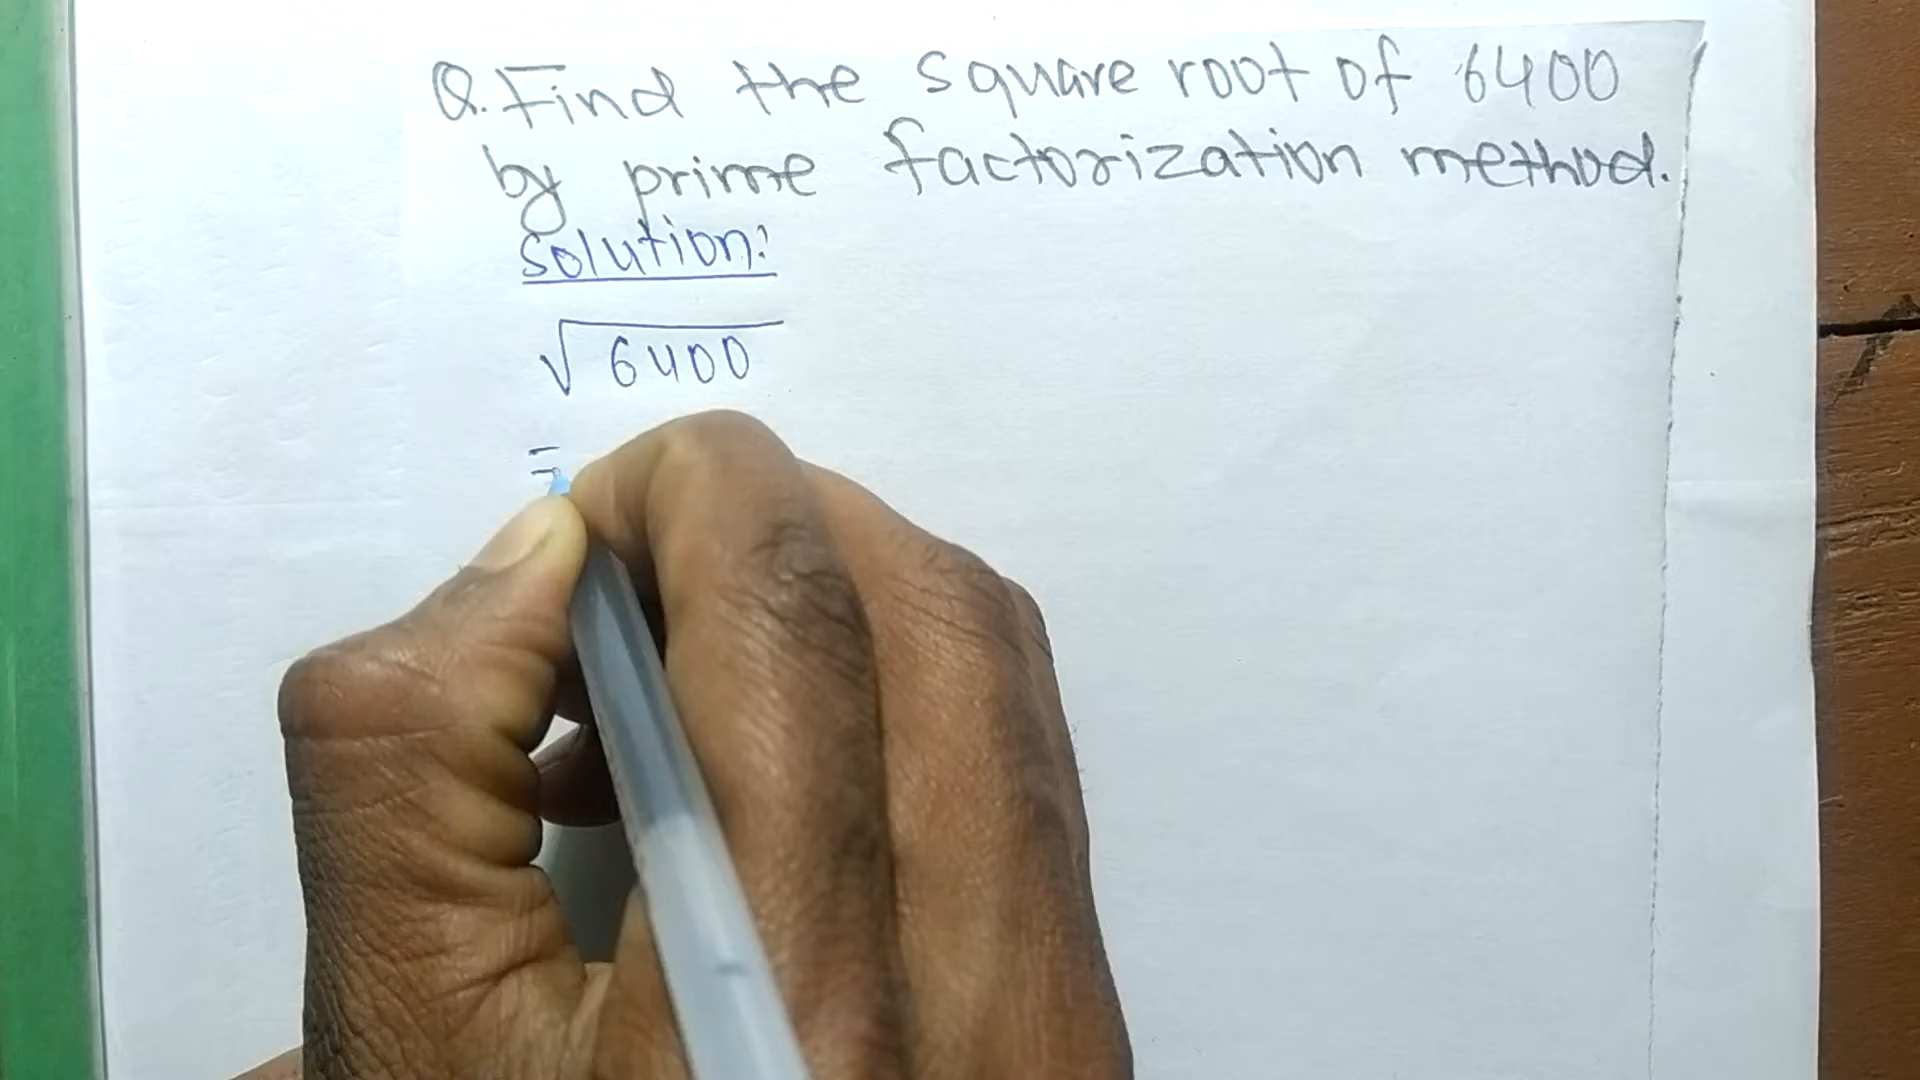 Q. Find the square root of 6400
by prime factorization method.
Solution:
√6400
=